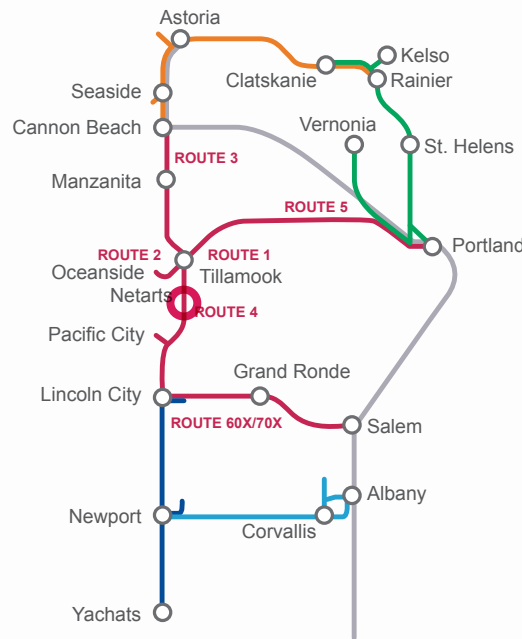 Astoria
Kelso
Clatskanie
Rainier
Seaside
Cannon Beach
Vernonia
St. Helens
ROUTE 3
Manzanita
ROUTE 5
Portland
ROUTE 2
ROUTE 1
Oceanside
Tillamook
Netarts
ROUTE 4
Pacific City
Grand Ronde
Lincoln City
ROUTE 60X/70X
Salem
Albany
Newport
Corvallis
Yachats